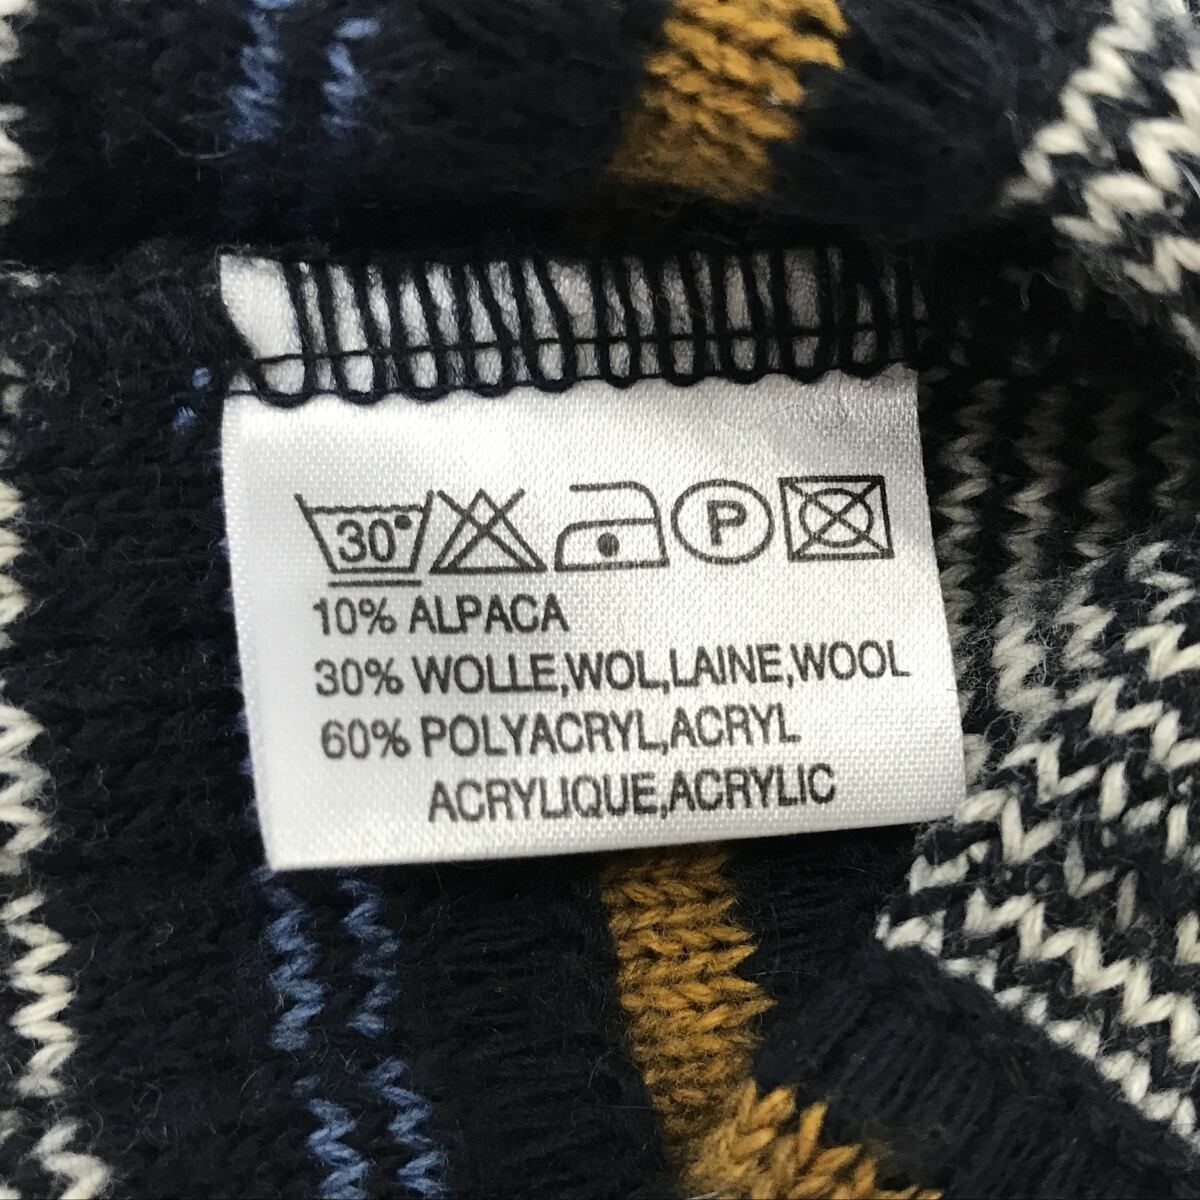 30° P
10% ALPACA
30% WOLLE,WOL,LAINE,WOOL
60% POLYACRYL,ACRYL
ACRYLIQUE,ACRYLIC